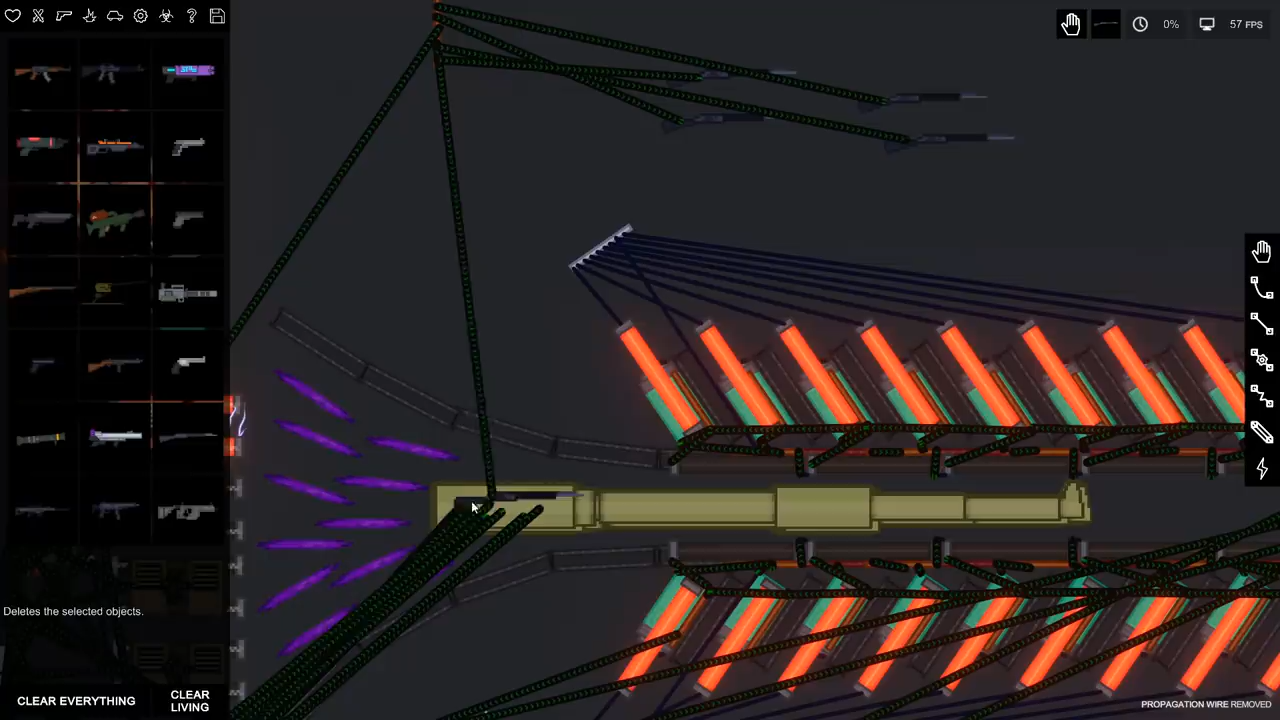 0%
57 FPS
Deletes the selected objects.
CLEAR EVERYTHING
CLEAR
LIVING
PROPAGATION WIRE REMOVED